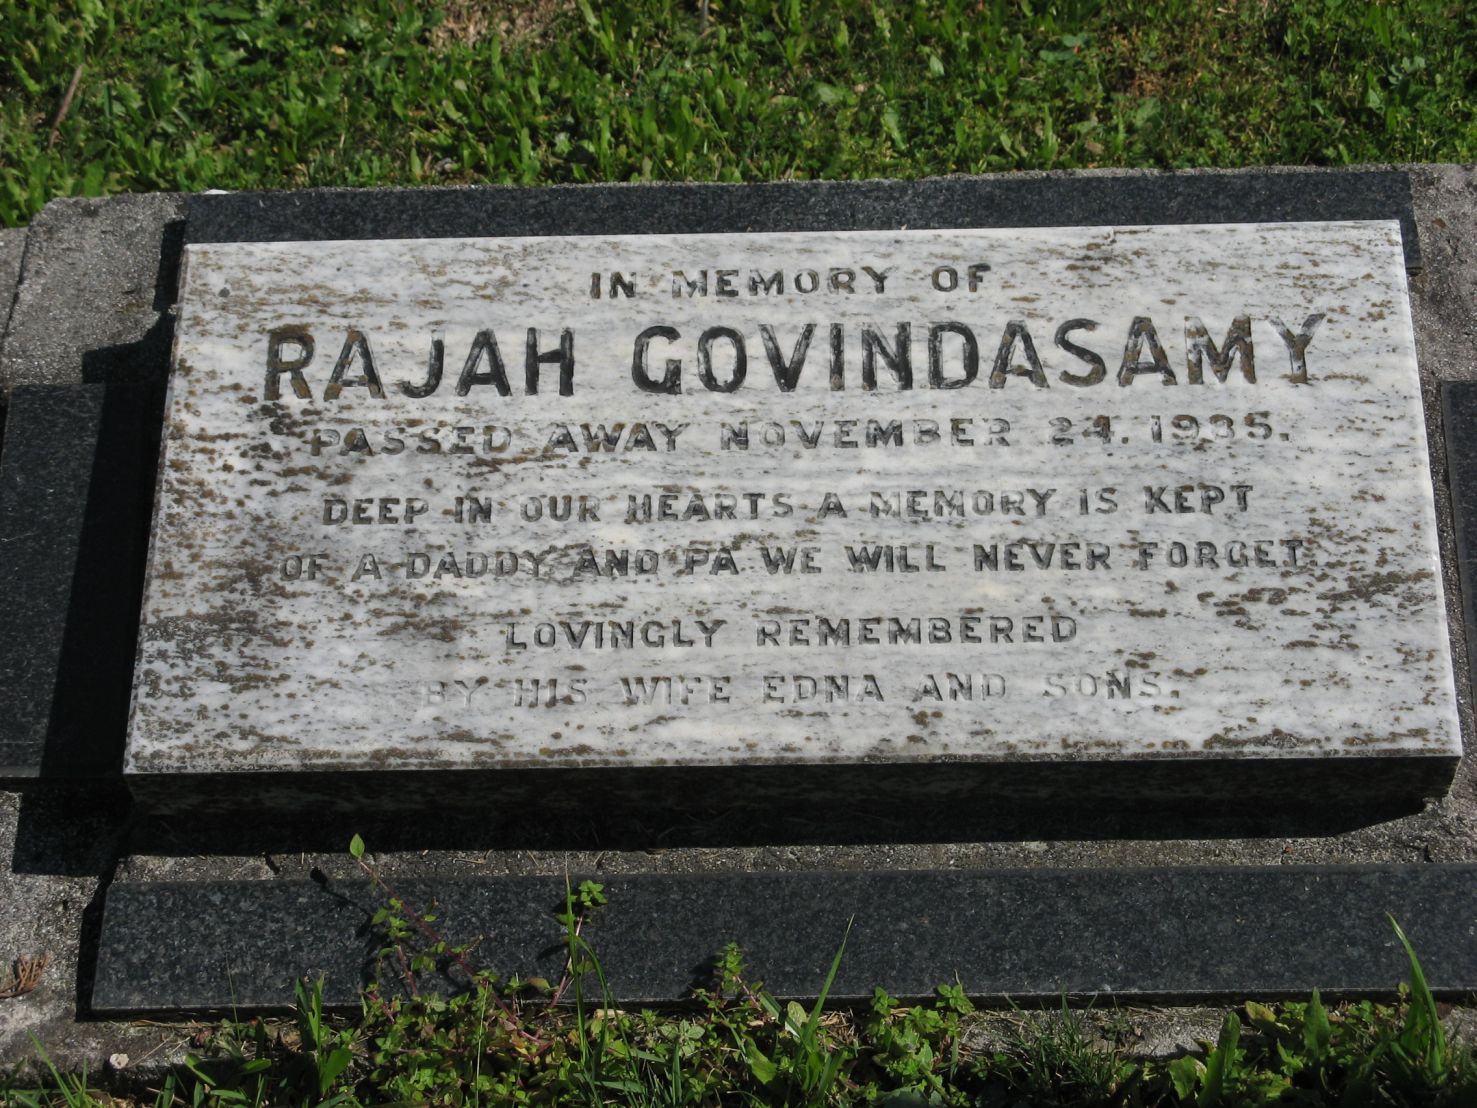 IN MEMORY OF
RAJAH GOVINDASAMY
PASSED AWAY NOVEMBER 24. 1935.
DEEP IN OUR HEARTS A MEMORY IS KEPT
OF A DADDY AND PA WE WILL NEVER FORGET
LOVINGLY REMEMBERED
BY HIS WIFE EDNA AND SONS.